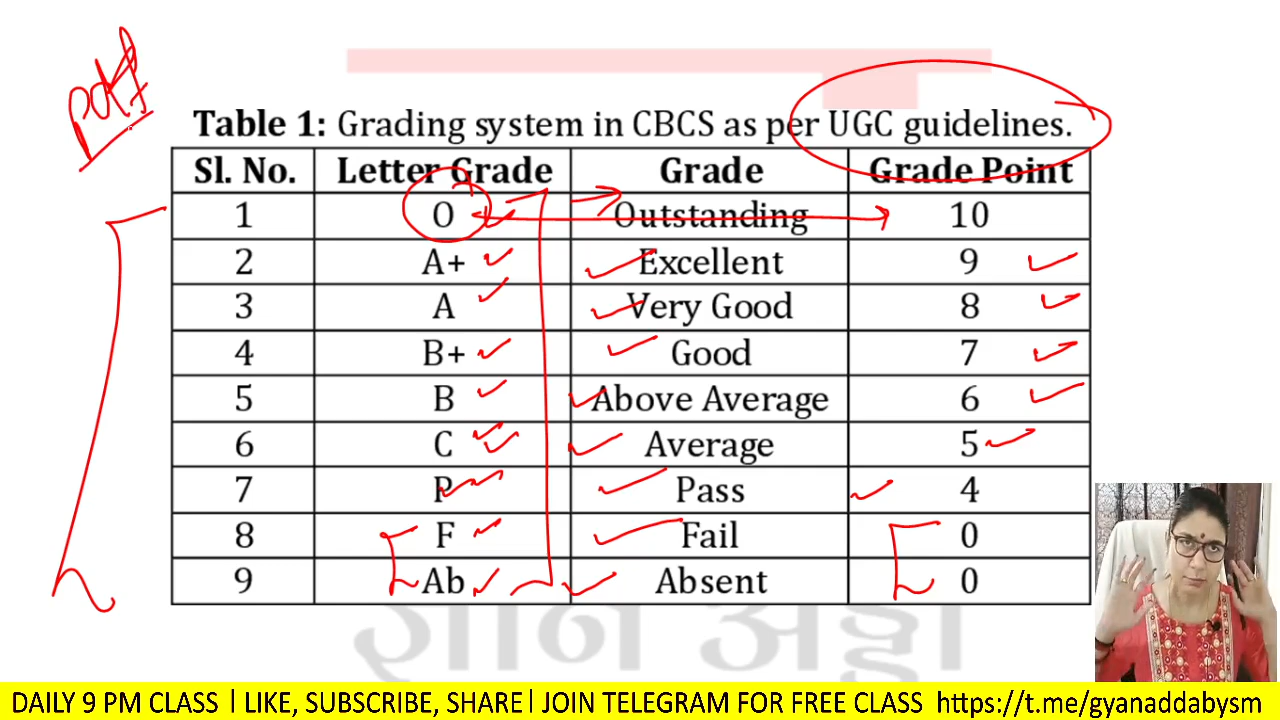 pdf
Table 1: Grading system in CBCS as per UGC guidelines.
Sl. No. Letter Grade Grade Grade Point
1 O Outstanding 10
2 A+ Excellent 9
3 A Very Good 8
4 B+ Good 7
5 B Above Average 6
6 C Average 5
7 P Pass 4
8 F Fail 0
9 Ab Absent 0
ज्ञान अड्डा
DAILY 9 PM CLASS | LIKE, SUBSCRIBE, SHARE| JOIN TELEGRAM FOR FREE CLASS https://t.me/gyanaddabysm